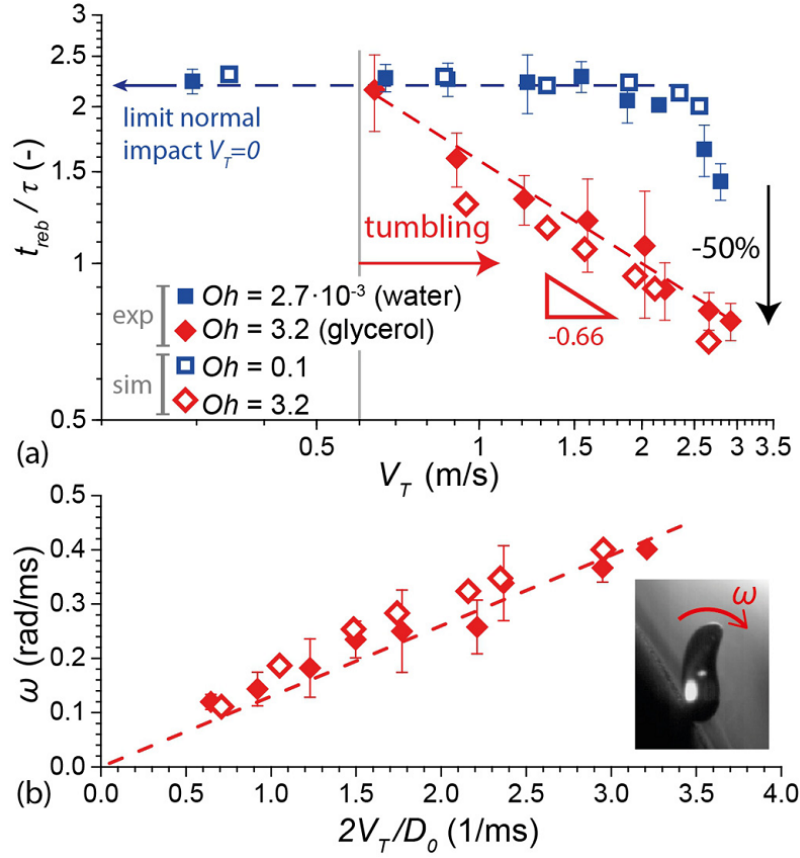 3
2.5
2
1.5
1
0.5
t_reb / τ (-)
limit normal
impact V_T=0
tumbling
-50%
-0.66
exp
Oh = 2.7·10⁻³ (water)
Oh = 3.2 (glycerol)
sim
Oh = 0.1
Oh = 3.2
0.5 1 1.5 2 2.5 3 3.5
(a)
V_T (m/s)
0.5
0.4
0.3
0.2
0.1
0.0
ω (rad/ms)
ω
0.0 0.5 1.0 1.5 2.0 2.5 3.0 3.5 4.0
(b)
2V_T/D₀ (1/ms)